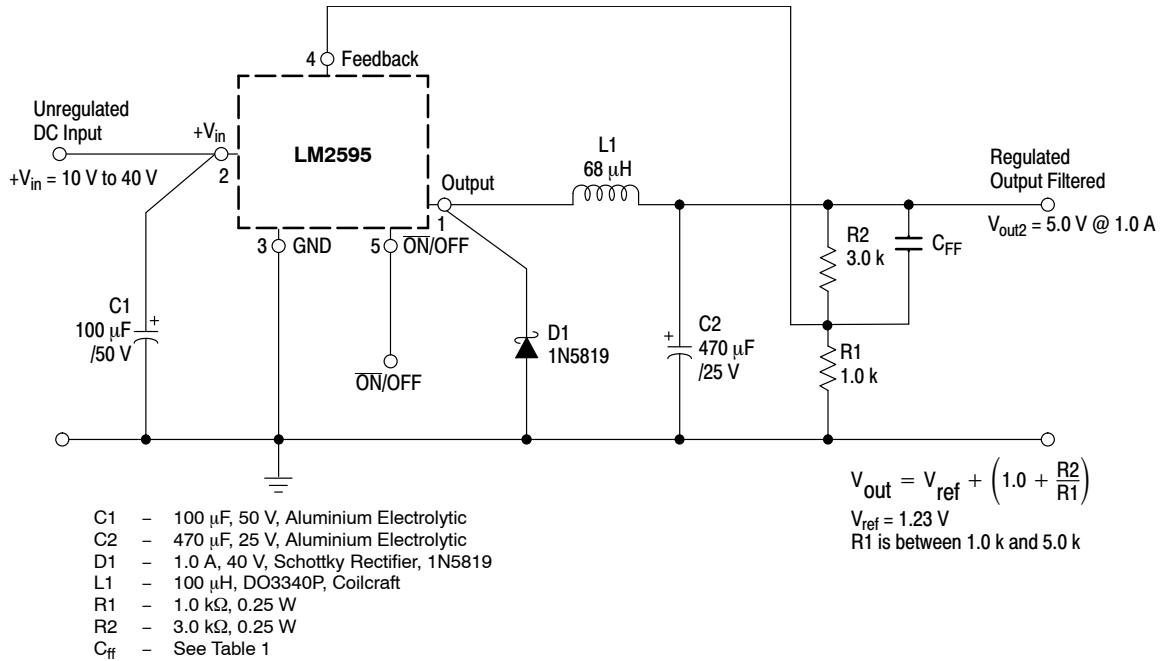 4 Feedback
Unregulated
DC Input
+Vin
2
+Vin = 10 V to 40 V
LM2595
Output
1
3 GND
5 ON/OFF
ON/OFF
L1
68 μH
Regulated
Output Filtered
Vout2 = 5.0 V @ 1.0 A
R2
3.0 k
CFF
C1
100 μF
/50 V
+
D1
1N5819
C2
+ 470 μF
/25 V
R1
1.0 k
Vout = Vref + (1.0 + R2/R1)
Vref = 1.23 V
R1 is between 1.0 k and 5.0 k
C1 – 100 μF, 50 V, Aluminium Electrolytic
C2 – 470 μF, 25 V, Aluminium Electrolytic
D1 – 1.0 A, 40 V, Schottky Rectifier, 1N5819
L1 – 100 μH, DO3340P, Coilcraft
R1 – 1.0 kΩ, 0.25 W
R2 – 3.0 kΩ, 0.25 W
Cff – See Table 1